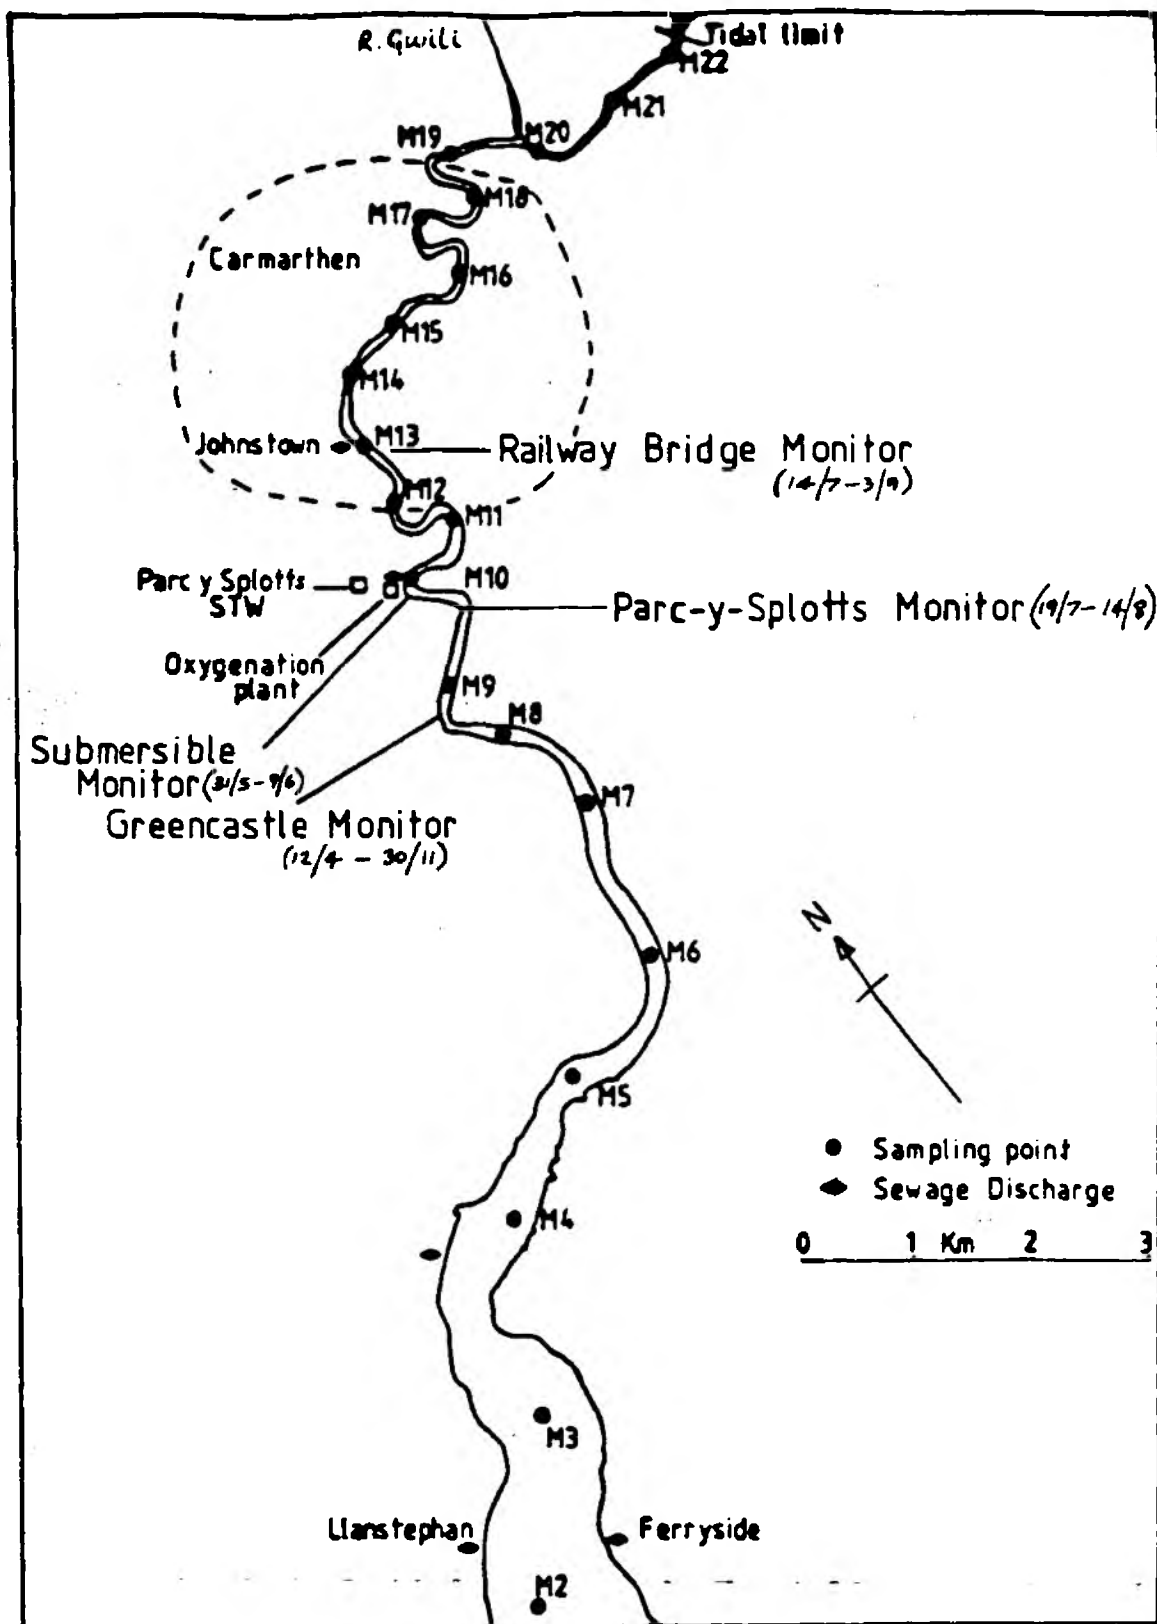 R. Gwili
Tidal limit
M22
M21
M20
M19
M18
M17
Carmarthen
M16
M15
M14
Johnstown
M13
Railway Bridge Monitor
(14/7-3/9)
M12
M11
Parc y Splotts
STW
M10
Parc-y-Splotts Monitor (19/7-14/8)
Oxygenation
plant
M9
M8
Submersible
Monitor (31/5-9/6)
Greencastle Monitor
(12/4 - 30/11)
M7
N
M6
M5
Sampling point
Sewage Discharge
M4
0 1 Km 2 3
M3
Llanstephan
Ferryside
M2